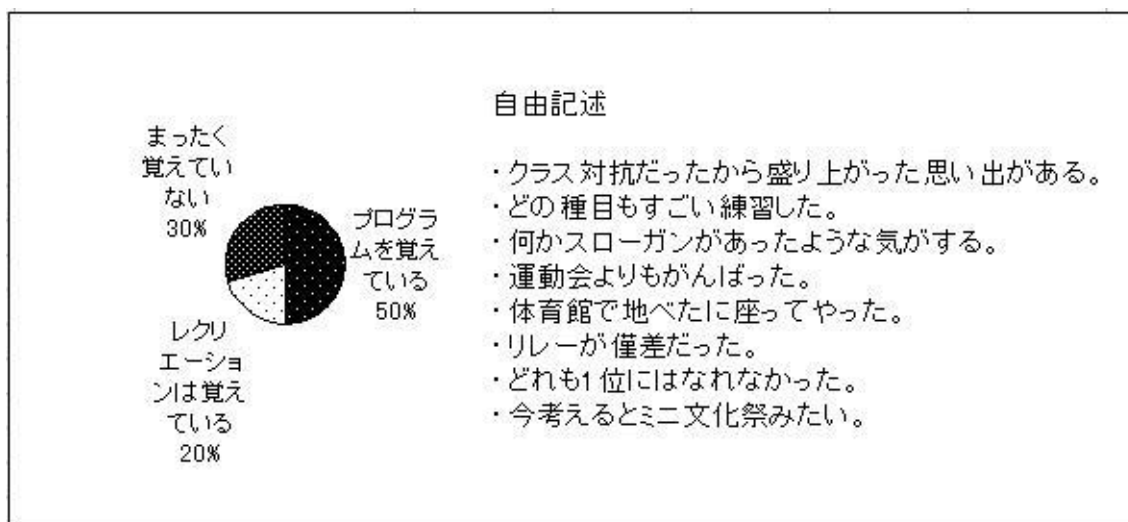 まったく
覚えてい
ない
30%
プログラ
ムを覚え
ている
50%
レクリ
エーショ
ンは覚え
ている
20%
自由記述
・クラス対抗だったから盛り上がった思い出がある。
・どの種目もすごい練習した。
・何かスローガンがあったような気がする。
・運動会よりもがんばった。
・体育館で地べたに座ってやった。
・リレーが僅差だった。
・どれも1位にはなれなかった。
・今考えるとミニ文化祭みたい。